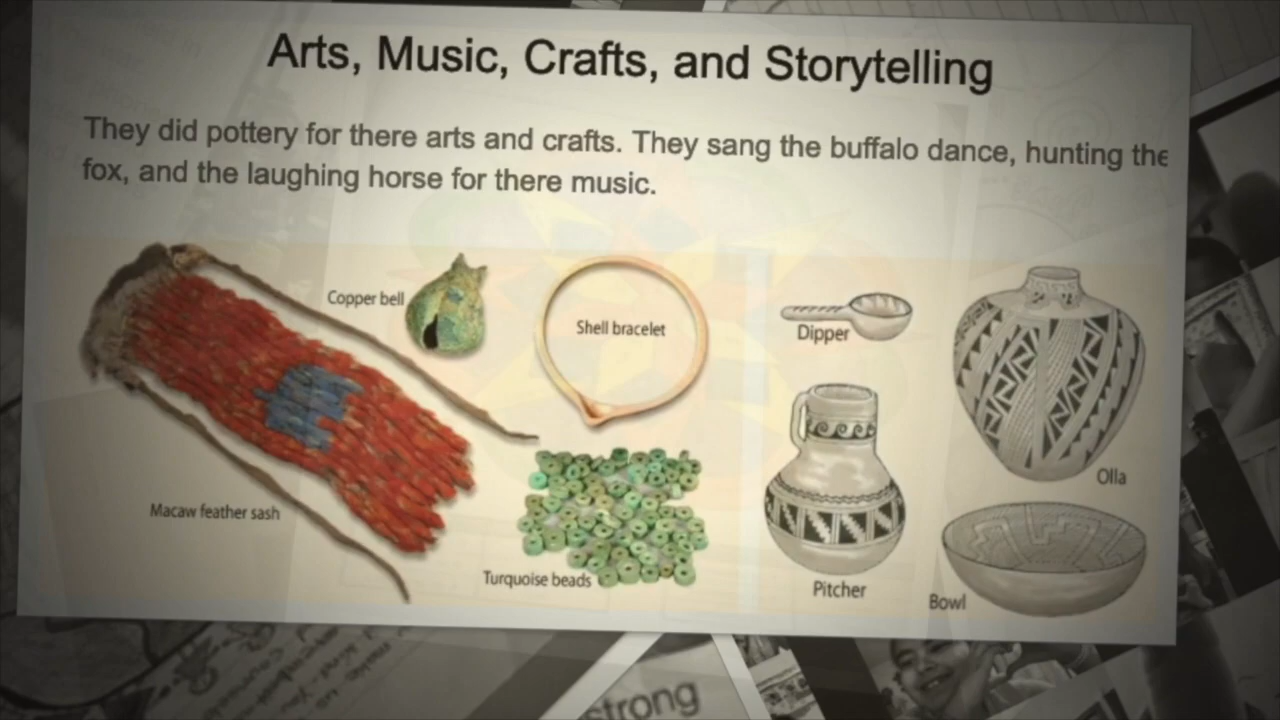 Arts, Music, Crafts, and Storytelling
They did pottery for there arts and crafts. They sang the buffalo dance, hunting the
fox, and the laughing horse for there music.
Copper bell
Shell bracelet
Dipper
Macaw feather sash
Turquoise beads
Olla
Pitcher
Bowl
strong